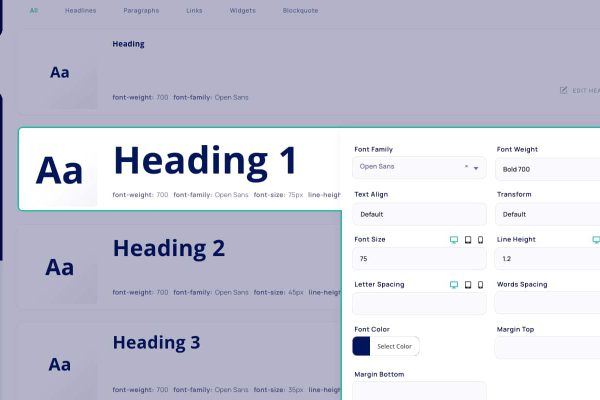 All Headlines Paragraphs Links Widgets Blockquote
Heading
Aa
font-weight: 700 font-family: Open Sans
EDIT HEA
Aa
Heading 1
font-weight: 700 font-family: Open Sans font-size: 75px line-heigh
Font Family
Font Weight
Open Sans × 
Bold 700
Text Align
Transform
Default
Default
Font Size
Line Height
75
1.2
Letter Spacing
Words Spacing
Font Color
Margin Top
Select Color
Margin Bottom
Aa
Heading 2
font-weight: 700 font-family: Open Sans font-size: 45px line-heigh
Aa
Heading 3
font-weight: 700 font-family: Open Sans font-size: 35px line-heigh